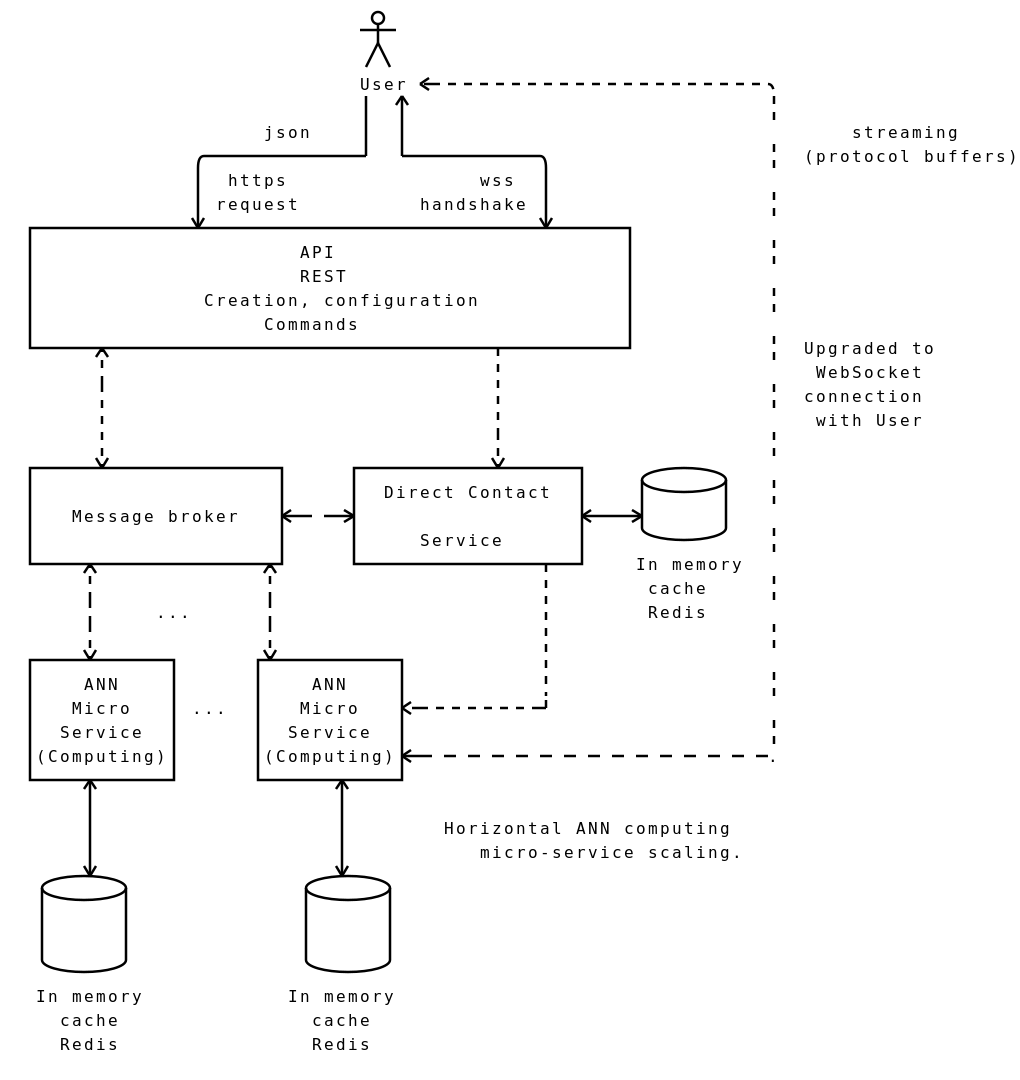 User
json
streaming
(protocol buffers)
https
request
wss
handshake
API
REST
Creation, configuration
Commands
Upgraded to
WebSocket
connection
with User
Message broker
Direct Contact
Service
In memory
cache
Redis
...
ANN
Micro
Service
(Computing)
...
ANN
Micro
Service
(Computing)
Horizontal ANN computing
micro-service scaling.
In memory
cache
Redis
In memory
cache
Redis